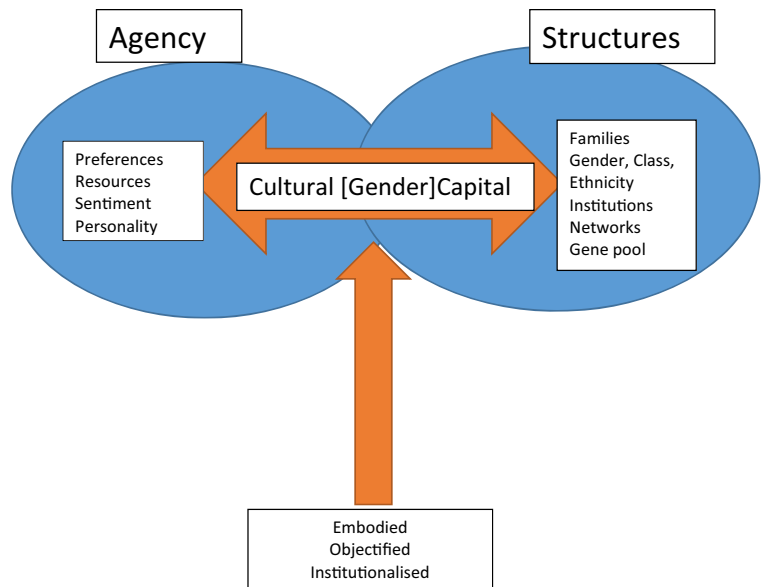 Agency
Structures
Preferences
Resources
Sentiment
Personality
Cultural [Gender]Capital
Families
Gender, Class,
Ethnicity
Institutions
Networks
Gene pool
Embodied
Objectified
Institutionalised